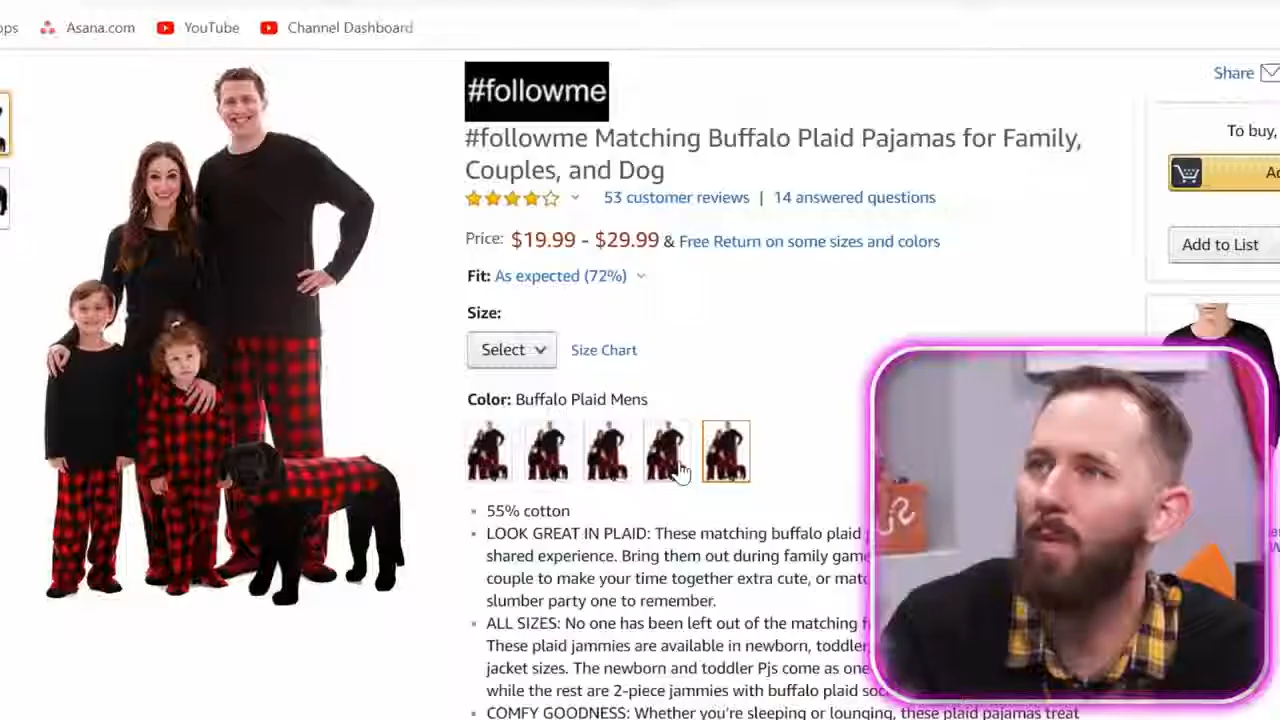 ops Asana.com YouTube Channel Dashboard
#followme
Share
#followme Matching Buffalo Plaid Pajamas for Family,
Couples, and Dog
53 customer reviews | 14 answered questions
Price: $19.99 - $29.99 & Free Return on some sizes and colors
Fit: As expected (72%)
Size:
Select Size Chart
Color: Buffalo Plaid Mens
To buy,
Add to List
55% cotton
LOOK GREAT IN PLAID: These matching buffalo plaid
shared experience. Bring them out during family game
couple to make your time together extra cute, or
slumber party one to remember.
ALL SIZES: No one has been left out of the matching
These plaid jammies are available in newborn, toddler,
jacket sizes. The newborn and toddler Pjs come as one
while the rest are 2-piece jammies with buffalo plaid
COMFY GOODNESS: Whether you're sleeping or lounging, these plaid pajamas treat